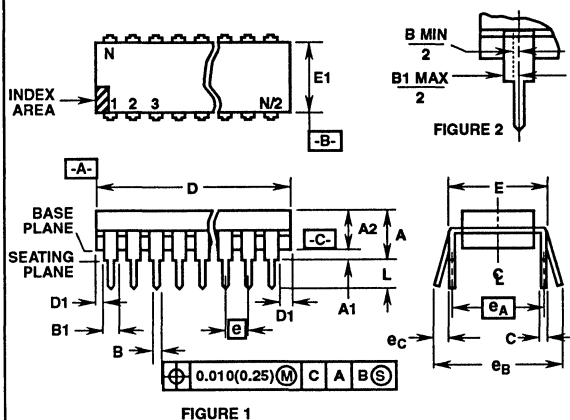 N
INDEX
AREA
1 2 3 N/2
E1
-B-
B MIN
2
B1 MAX
2
FIGURE 2
-A-
D
E
BASE
PLANE
SEATING
PLANE
-C-
A2
A
L
D1
B1
B
e
D1
A1
℄
eA
eC
C
eB
0.010(0.25) M C A B S
FIGURE 1